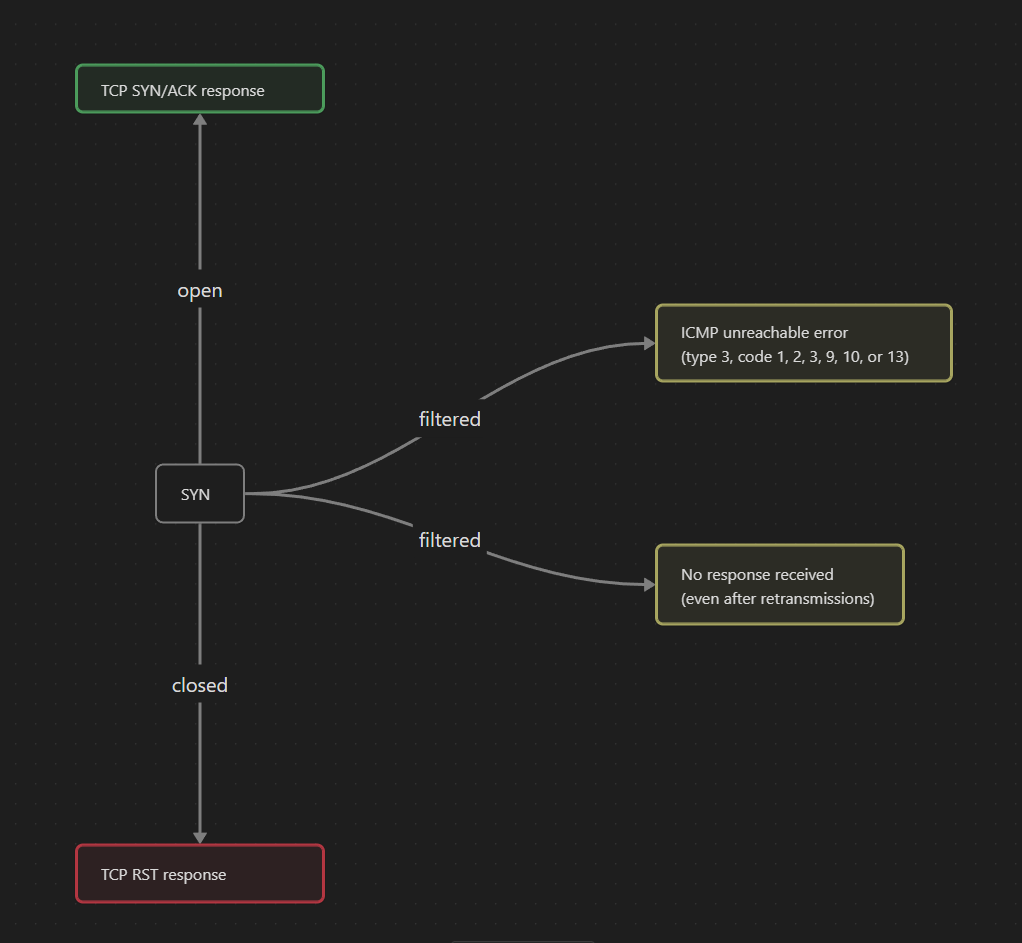 TCP SYN/ACK response
open
ICMP unreachable error
(type 3, code 1, 2, 3, 9, 10, or 13)
filtered
SYN
filtered
No response received
(even after retransmissions)
closed
TCP RST response